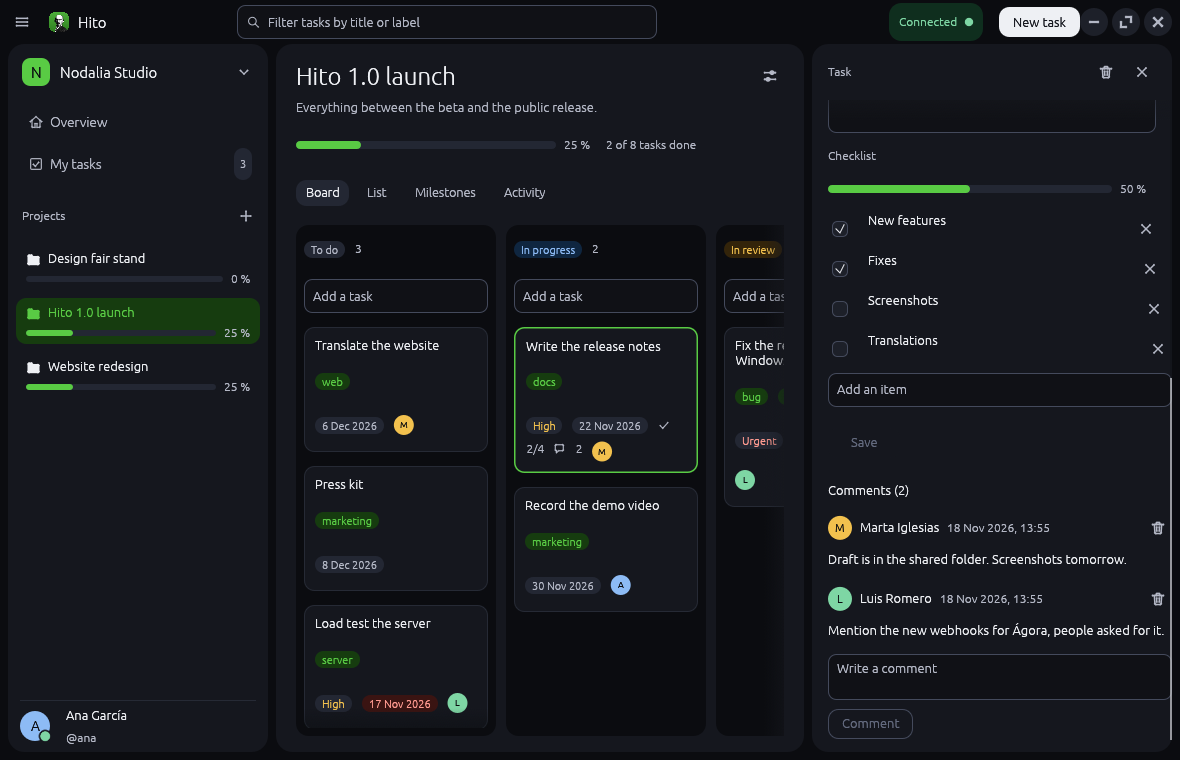 Hito
Filter tasks by title or label
Connected
New task
N
Nodalia Studio
Overview
My tasks
3
Projects
Design fair stand
0 %
Hito 1.0 launch
25 %
Website redesign
25 %
A
Ana García
@ana
Hito 1.0 launch
Everything between the beta and the public release.
25 %
2 of 8 tasks done
Board
List
Milestones
Activity
To do
3
Add a task
Translate the website
web
6 Dec 2026
M
Press kit
marketing
8 Dec 2026
Load test the server
server
High
17 Nov 2026
L
In progress
2
Add a task
Write the release notes
docs
High
22 Nov 2026
2/4
2
M
Record the demo video
marketing
30 Nov 2026
A
In review
Add a
Fix the
Window
bug
Urgent
L
Task
Checklist
50 %
New features
Fixes
Screenshots
Translations
Add an item
Save
Comments (2)
M
Marta Iglesias
18 Nov 2026, 13:55
Draft is in the shared folder. Screenshots tomorrow.
L
Luis Romero
18 Nov 2026, 13:55
Mention the new webhooks for Ágora, people asked for it.
Write a comment
Comment